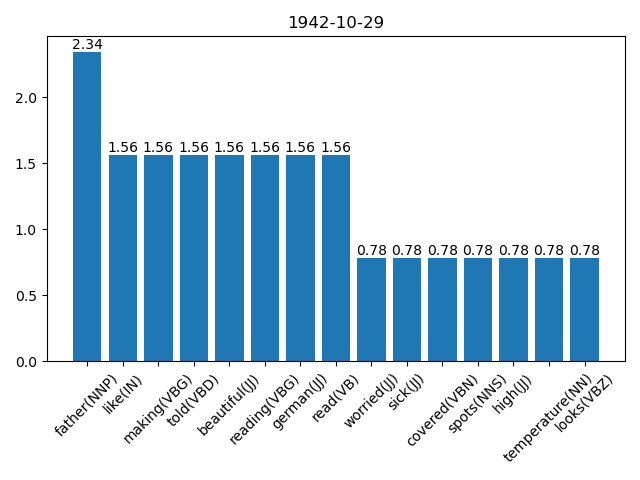 1942-10-29
2.34
1.56 1.56 1.56 1.56 1.56 1.56 1.56
0.78 0.78 0.78 0.78 0.78 0.78 0.78
2.0
1.5
1.0
0.5
0.0
father(NNP)
like(IN)
making(VBG)
told(VBD)
beautiful(JJ)
reading(VBG)
german(JJ)
read(VB)
worried(JJ)
sick(JJ)
covered(VBN)
spots(NNS)
high(JJ)
temperature(NN)
looks(VBZ)